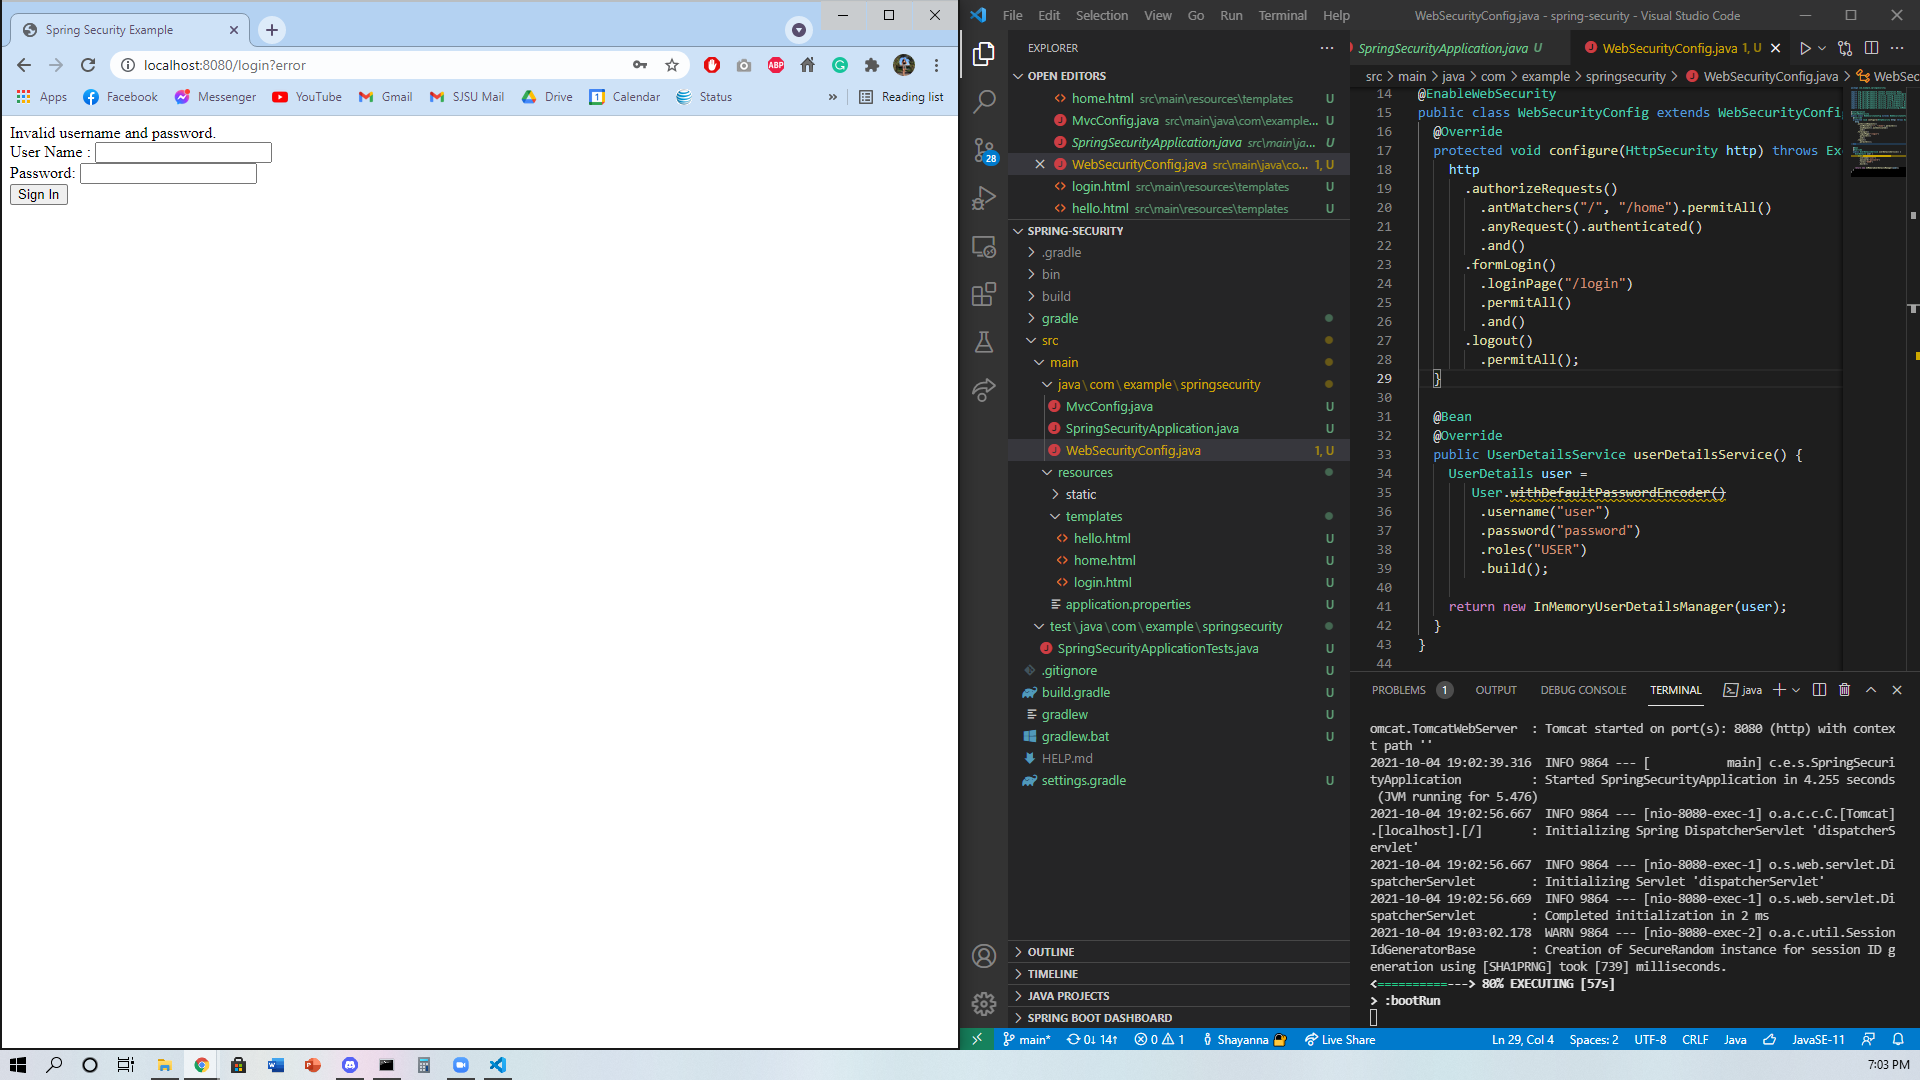 Spring Security Example
localhost:8080/login?error
Apps Facebook Messenger YouTube Gmail SJSU Mail Drive Calendar Status » Reading list
Invalid username and password.
User Name :
Password:
Sign In
File Edit Selection View Go Run Terminal Help WebSecurityConfig.java - spring-security - Visual Studio Code
EXPLORER
OPEN EDITORS
home.html src\main\resources\templates U
MvcConfig.java src\main\java\com\example... U
SpringSecurityApplication.java src\main\ja... U
WebSecurityConfig.java src\main\java\co... 1, U
login.html src\main\resources\templates U
hello.html src\main\resources\templates U
SPRING-SECURITY
.gradle
bin
build
gradle
src
main
java\com\example\springsecurity
MvcConfig.java U
SpringSecurityApplication.java U
WebSecurityConfig.java 1, U
resources
static
templates
hello.html U
home.html U
login.html U
application.properties U
test\java\com\example\springsecurity
SpringSecurityApplicationTests.java U
.gitignore U
build.gradle U
gradlew U
gradlew.bat U
HELP.md
settings.gradle U
OUTLINE
TIMELINE
JAVA PROJECTS
SPRING BOOT DASHBOARD
28
SpringSecurityApplication.java U WebSecurityConfig.java 1, U
src > main > java > com > example > springsecurity > WebSecurityConfig.java > WebSec
14 @EnableWebSecurity
15 public class WebSecurityConfig extends WebSecurityConfi
16 @Override
17 protected void configure(HttpSecurity http) throws Ex
18 http
19 .authorizeRequests()
20 .antMatchers("/", "/home").permitAll()
21 .anyRequest().authenticated()
22 .and()
23 .formLogin()
24 .loginPage("/login")
25 .permitAll()
26 .and()
27 .logout()
28 .permitAll();
29 }
30
31 @Bean
32 @Override
33 public UserDetailsService userDetailsService() {
34 UserDetails user =
35 User.withDefaultPasswordEncoder()
36 .username("user")
37 .password("password")
38 .roles("USER")
39 .build();
40
41 return new InMemoryUserDetailsManager(user);
42 }
43 }
44
PROBLEMS 1 OUTPUT DEBUG CONSOLE TERMINAL java
omcat.TomcatWebServer : Tomcat started on port(s): 8080 (http) with contex
t path ''
2021-10-04 19:02:39.316 INFO 9864 --- [ main] c.e.s.SpringSecuri
tyApplication : Started SpringSecurityApplication in 4.255 seconds
(JVM running for 5.476)
2021-10-04 19:02:56.667 INFO 9864 --- [nio-8080-exec-1] o.a.c.c.C.[Tomcat]
.[localhost].[/] : Initializing Spring DispatcherServlet 'dispatcherS
ervlet'
2021-10-04 19:02:56.667 INFO 9864 --- [nio-8080-exec-1] o.s.web.servlet.Di
spatcherServlet : Initializing Servlet 'dispatcherServlet'
2021-10-04 19:02:56.669 INFO 9864 --- [nio-8080-exec-1] o.s.web.servlet.Di
spatcherServlet : Completed initialization in 2 ms
2021-10-04 19:03:02.178 WARN 9864 --- [nio-8080-exec-2] o.a.c.util.Session
IdGeneratorBase : Creation of SecureRandom instance for session ID g
eneration using [SHA1PRNG] took [739] milliseconds.
<==========---> 80% EXECUTING [57s]
> :bootRun
main* 0↓ 14↑ 0 1 Shayanna Live Share Ln 29, Col 4 Spaces: 2 UTF-8 CRLF Java JavaSE-11
7:03 PM